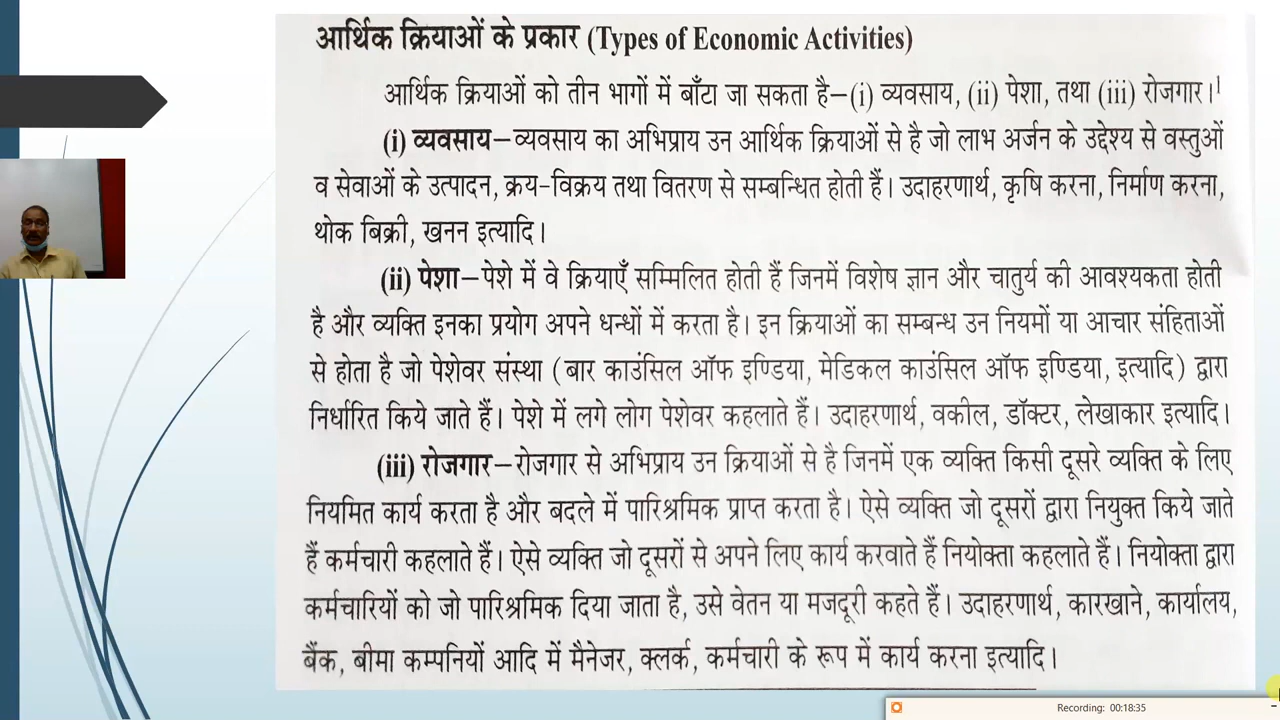 आर्थिक क्रियाओं के प्रकार (Types of Economic Activities)
आर्थिक क्रियाओं को तीन भागों में बाँटा जा सकता है–(i) व्यवसाय, (ii) पेशा, तथा (iii) रोजगार।¹
(i) व्यवसाय–व्यवसाय का अभिप्राय उन आर्थिक क्रियाओं से है जो लाभ अर्जन के उद्देश्य से वस्तुओं
व सेवाओं के उत्पादन, क्रय-विक्रय तथा वितरण से सम्बन्धित होती हैं। उदाहरणार्थ, कृषि करना, निर्माण करना,
थोक बिक्री, खनन इत्यादि।
(ii) पेशा–पेशे में वे क्रियाएँ सम्मिलित होती हैं जिनमें विशेष ज्ञान और चातुर्य की आवश्यकता होती
है और व्यक्ति इनका प्रयोग अपने धन्धों में करता है। इन क्रियाओं का सम्बन्ध उन नियमों या आचार संहिताओं
से होता है जो पेशेवर संस्था (बार काउंसिल ऑफ इण्डिया, मेडिकल काउंसिल ऑफ इण्डिया, इत्यादि) द्वारा
निर्धारित किये जाते हैं। पेशे में लगे लोग पेशेवर कहलाते हैं। उदाहरणार्थ, वकील, डॉक्टर, लेखाकार इत्यादि।
(iii) रोजगार–रोजगार से अभिप्राय उन क्रियाओं से है जिनमें एक व्यक्ति किसी दूसरे व्यक्ति के लिए
नियमित कार्य करता है और बदले में पारिश्रमिक प्राप्त करता है। ऐसे व्यक्ति जो दूसरों द्वारा नियुक्त किये जाते
हैं कर्मचारी कहलाते हैं। ऐसे व्यक्ति जो दूसरों से अपने लिए कार्य करवाते हैं नियोक्ता कहलाते हैं। नियोक्ता द्वारा
कर्मचारियों को जो पारिश्रमिक दिया जाता है, उसे वेतन या मजदूरी कहते हैं। उदाहरणार्थ, कारखाने, कार्यालय,
बैंक, बीमा कम्पनियों आदि में मैनेजर, क्लर्क, कर्मचारी के रूप में कार्य करना इत्यादि।
Recording: 00:18:35